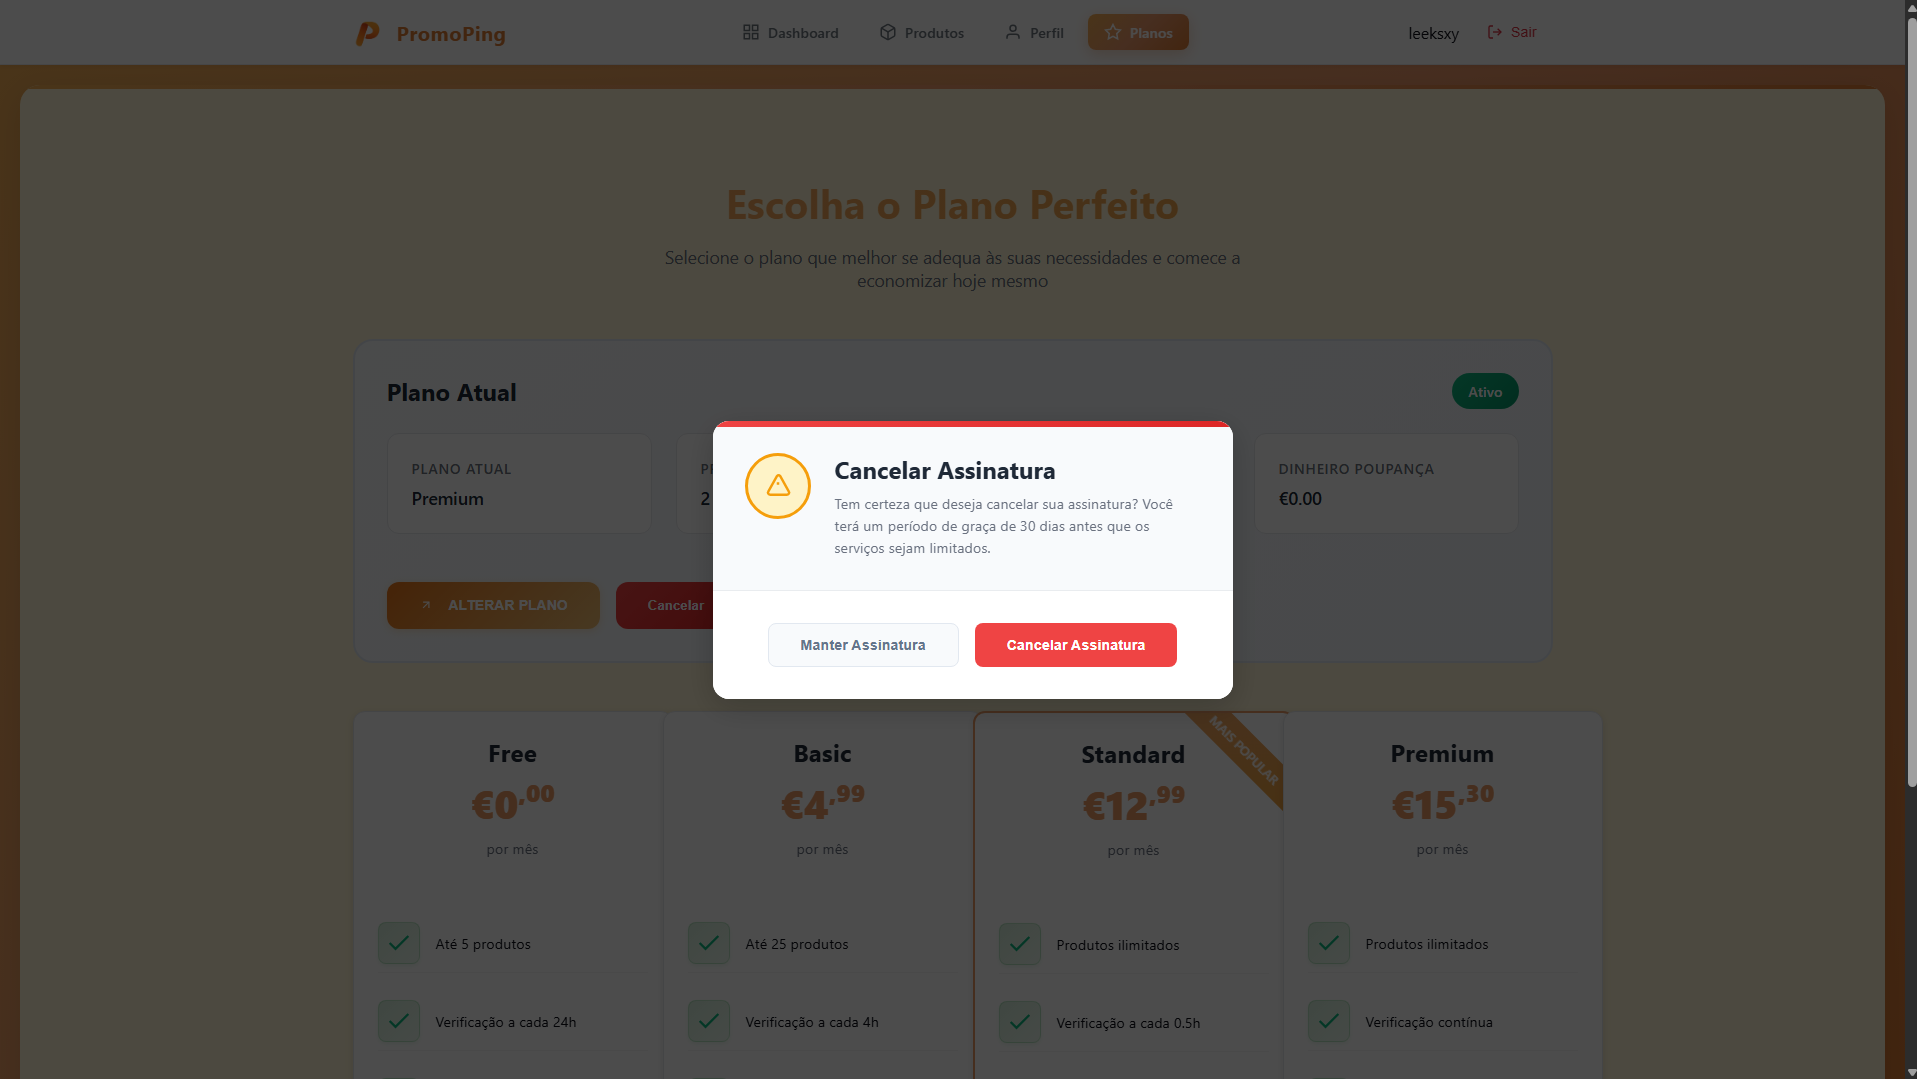 PromoPing
Dashboard
Produtos
Perfil
Planos
leeksxy
Sair
Escolha o Plano Perfeito
Selecione o plano que melhor se adequa às suas necessidades e comece a
economizar hoje mesmo
Plano Atual
Ativo
PLANO ATUAL
Premium
2
DINHEIRO POUPANÇA
€0.00
ALTERAR PLANO
Cancelar
Cancelar Assinatura
Tem certeza que deseja cancelar sua assinatura? Você
terá um período de graça de 30 dias antes que os
serviços sejam limitados.
Manter Assinatura
Cancelar Assinatura
Free
€0,00
por mês
Até 5 produtos
Verificação a cada 24h
Basic
€4,99
por mês
Até 25 produtos
Verificação a cada 4h
MAIS POPULAR
Standard
€12,99
por mês
Produtos ilimitados
Verificação a cada 0.5h
Premium
€15,30
por mês
Produtos ilimitados
Verificação contínua